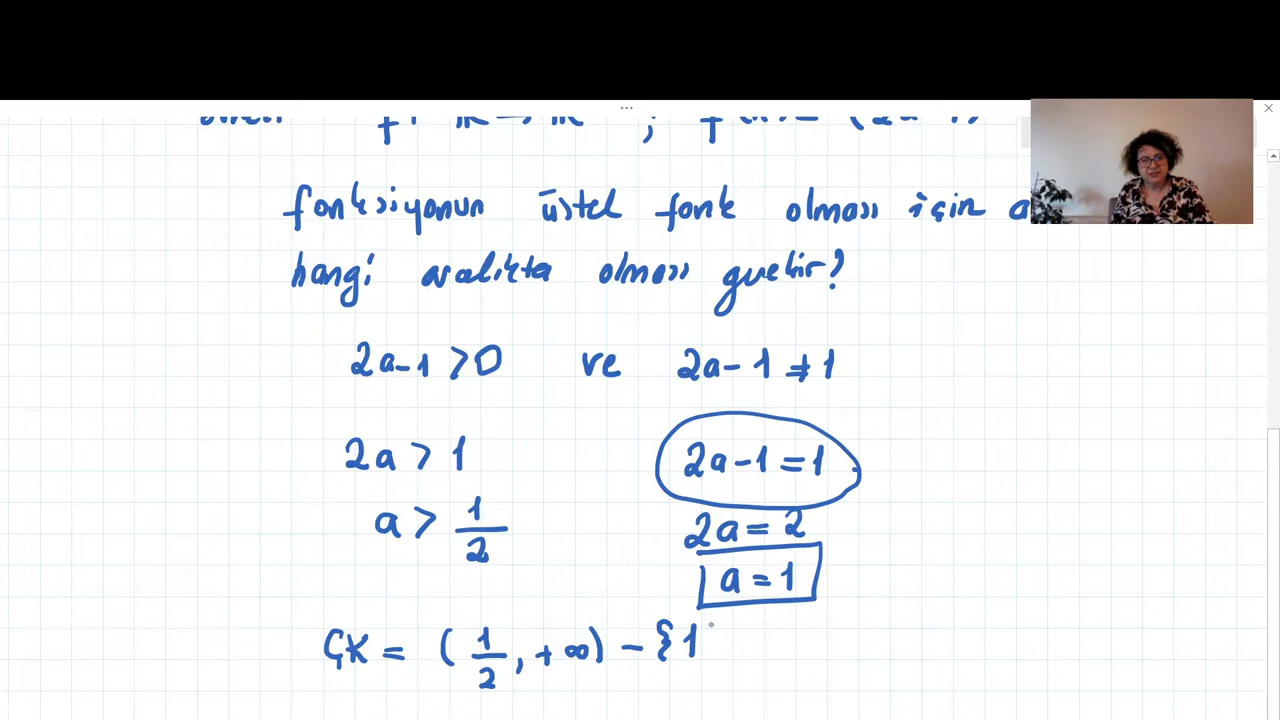 fonksiyonun üstel fonk olması için a
hangi aralıkta olması gerekir?
2a-1 >0 ve 2a-1 ≠ 1
2a > 1 2a-1 = 1
a > 1/2 2a = 2
a = 1
ÇK = ( 1/2 , +∞) - {1